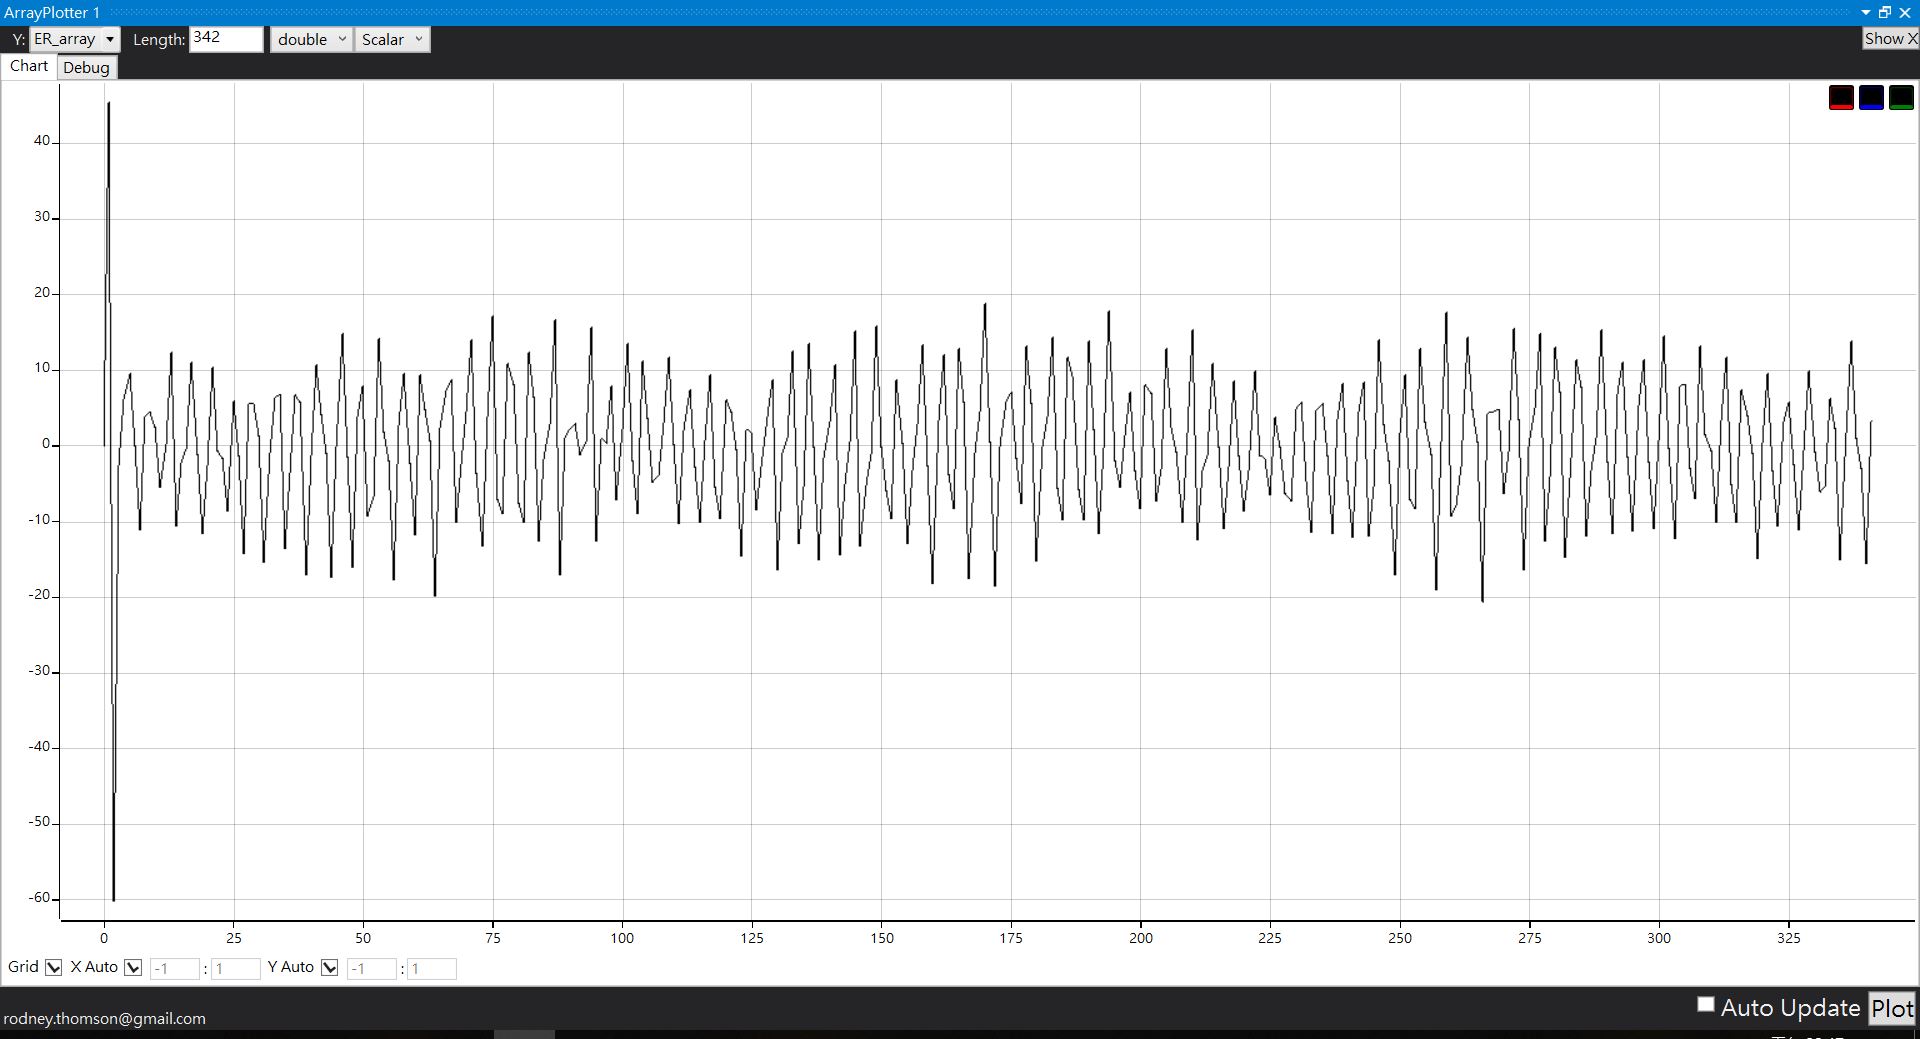 ArrayPlotter 1
Y: ER_array Length: 342 double Scalar Show X
Chart Debug
40
30
20
10
0
-10
-20
-30
-40
-50
-60
0 25 50 75 100 125 150 175 200 225 250 275 300 325
Grid X Auto -1 : 1 Y Auto -1 : 1
Auto Update Plot
rodney.thomson@gmail.com